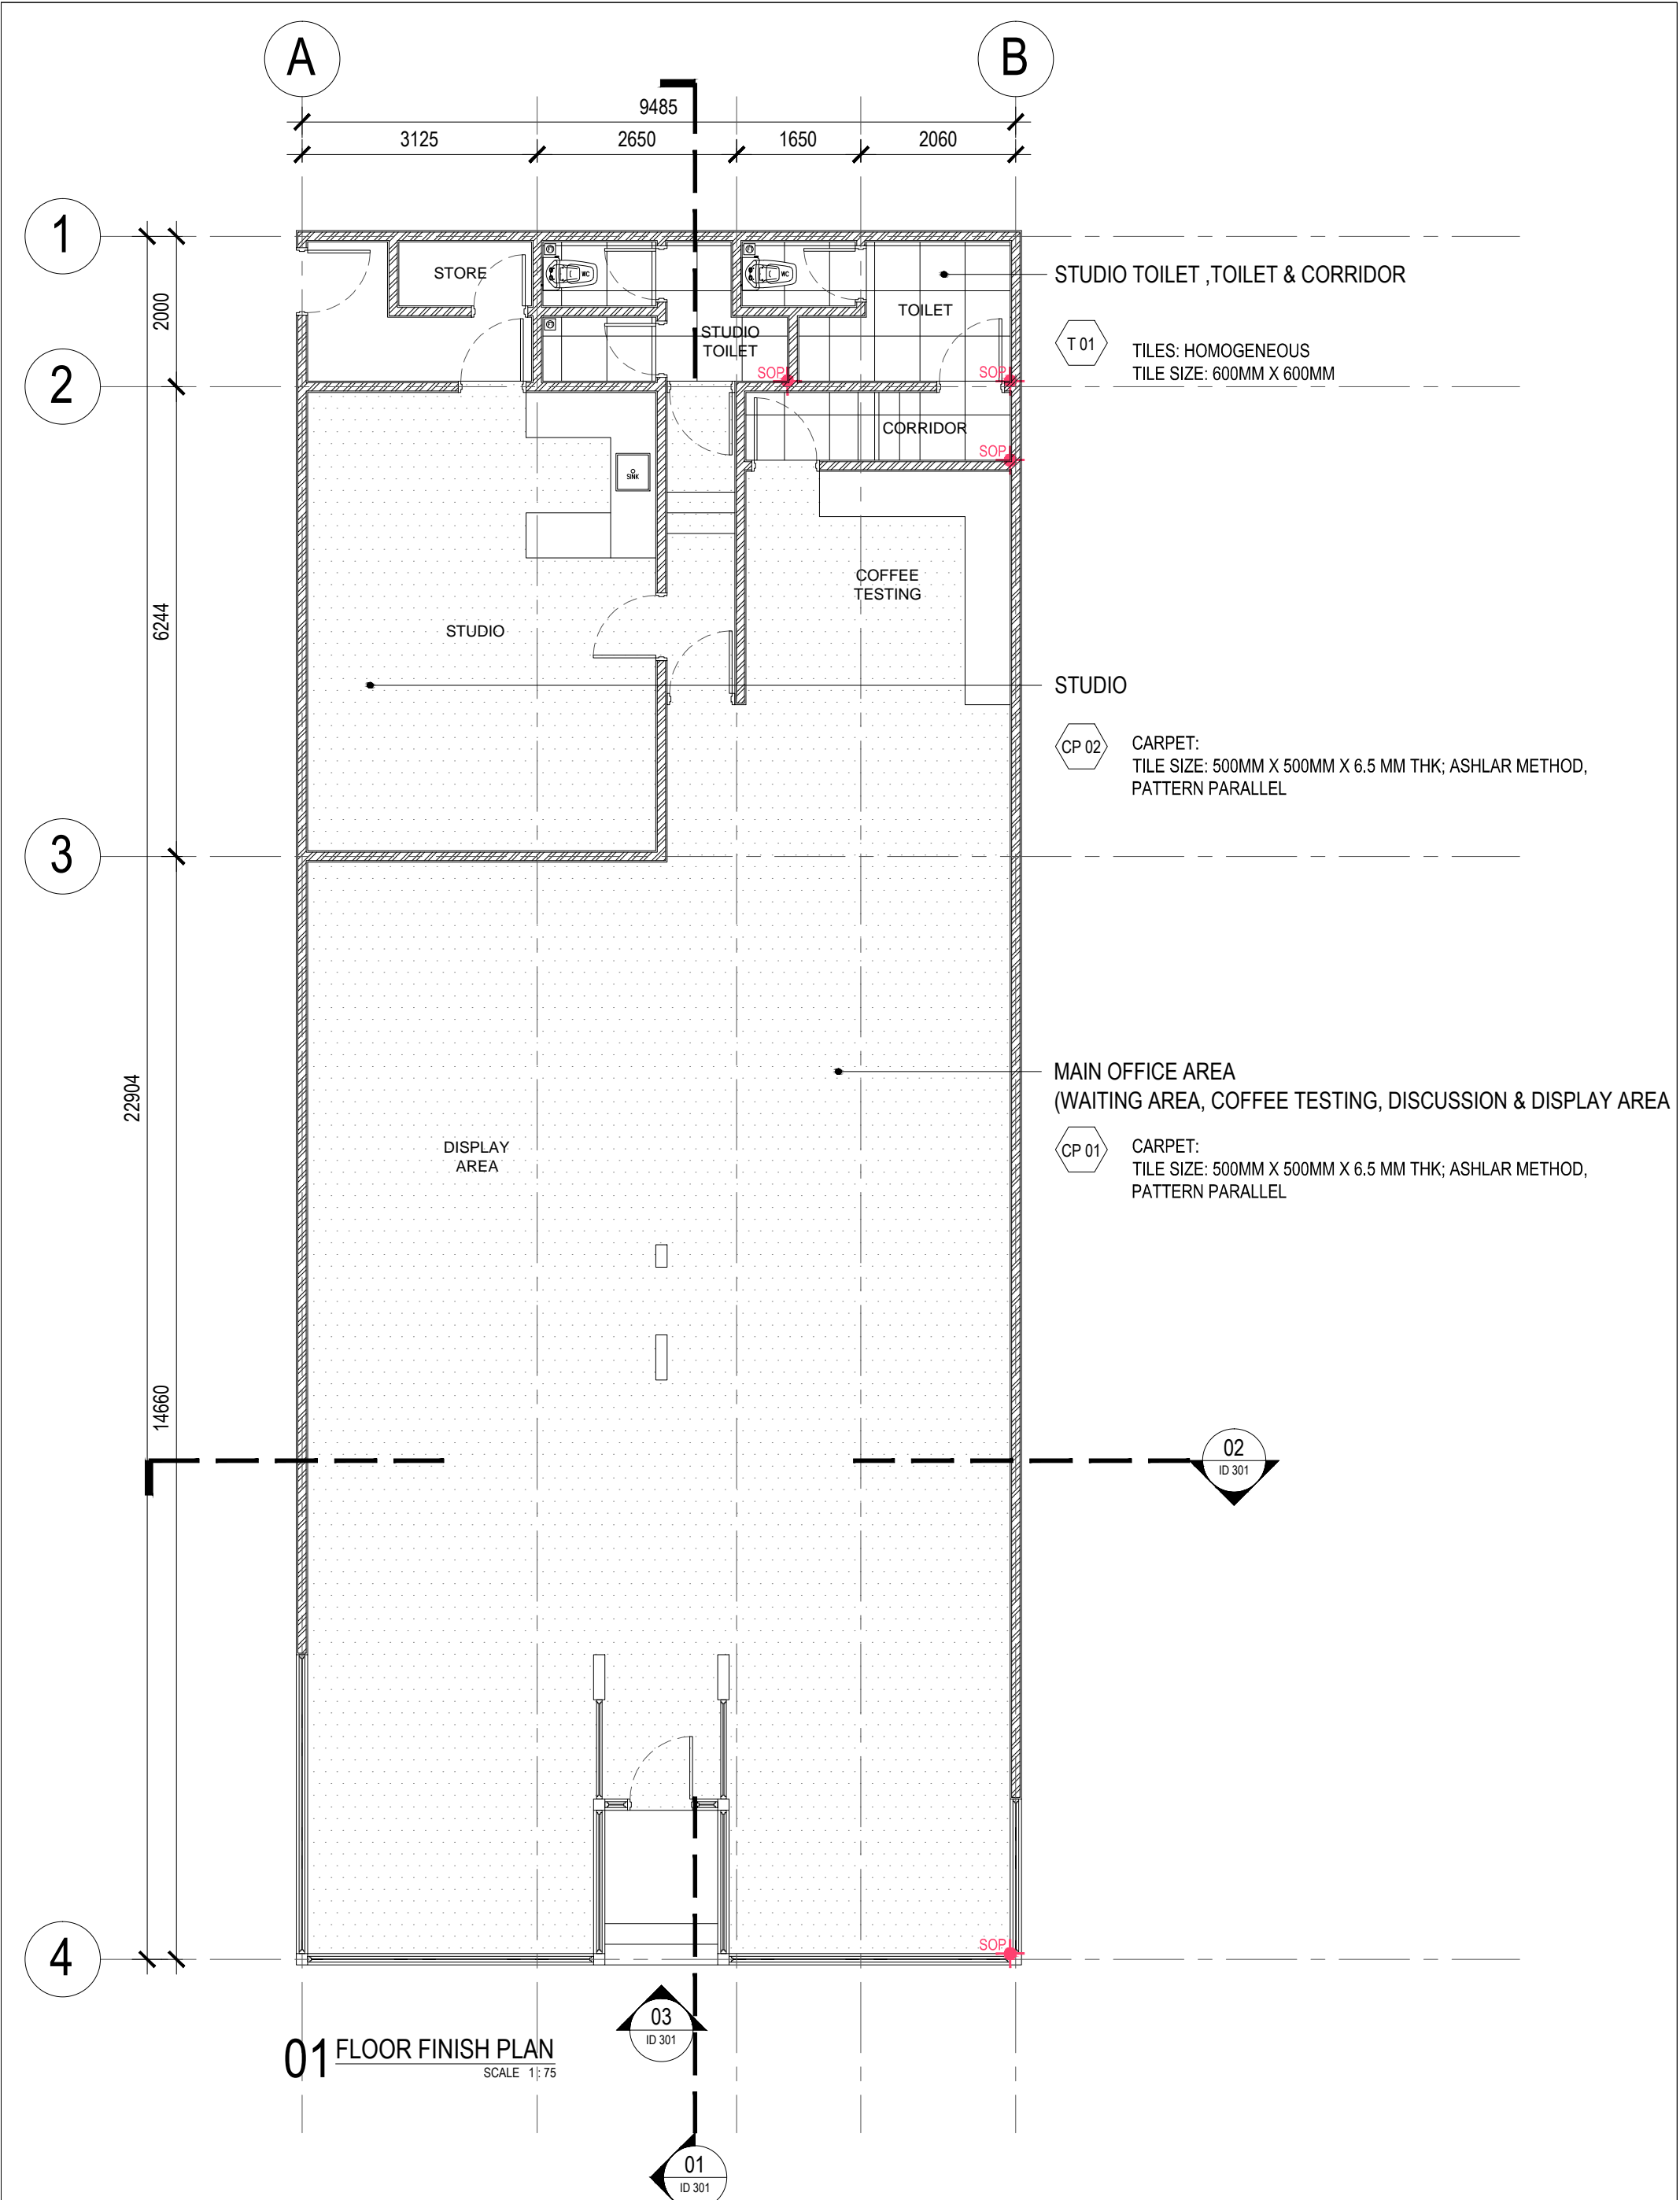 A
B
9485
3125
2650
1650
2060
1
2
3
4
2000
6244
22904
14660
STORE
WC
WC
TOILET
STUDIO
TOILET
SOP
SOP
CORRIDOR
SOP
SINK
COFFEE
TESTING
STUDIO
DISPLAY
AREA
SOP
STUDIO TOILET ,TOILET & CORRIDOR
T 01
TILES: HOMOGENEOUS
TILE SIZE: 600MM X 600MM
STUDIO
CP 02
CARPET:
TILE SIZE: 500MM X 500MM X 6.5 MM THK; ASHLAR METHOD,
PATTERN PARALLEL
MAIN OFFICE AREA
(WAITING AREA, COFFEE TESTING, DISCUSSION & DISPLAY AREA
CP 01
CARPET:
TILE SIZE: 500MM X 500MM X 6.5 MM THK; ASHLAR METHOD,
PATTERN PARALLEL
02
ID 301
03
ID 301
01 FLOOR FINISH PLAN
SCALE 1 : 75
01
ID 301